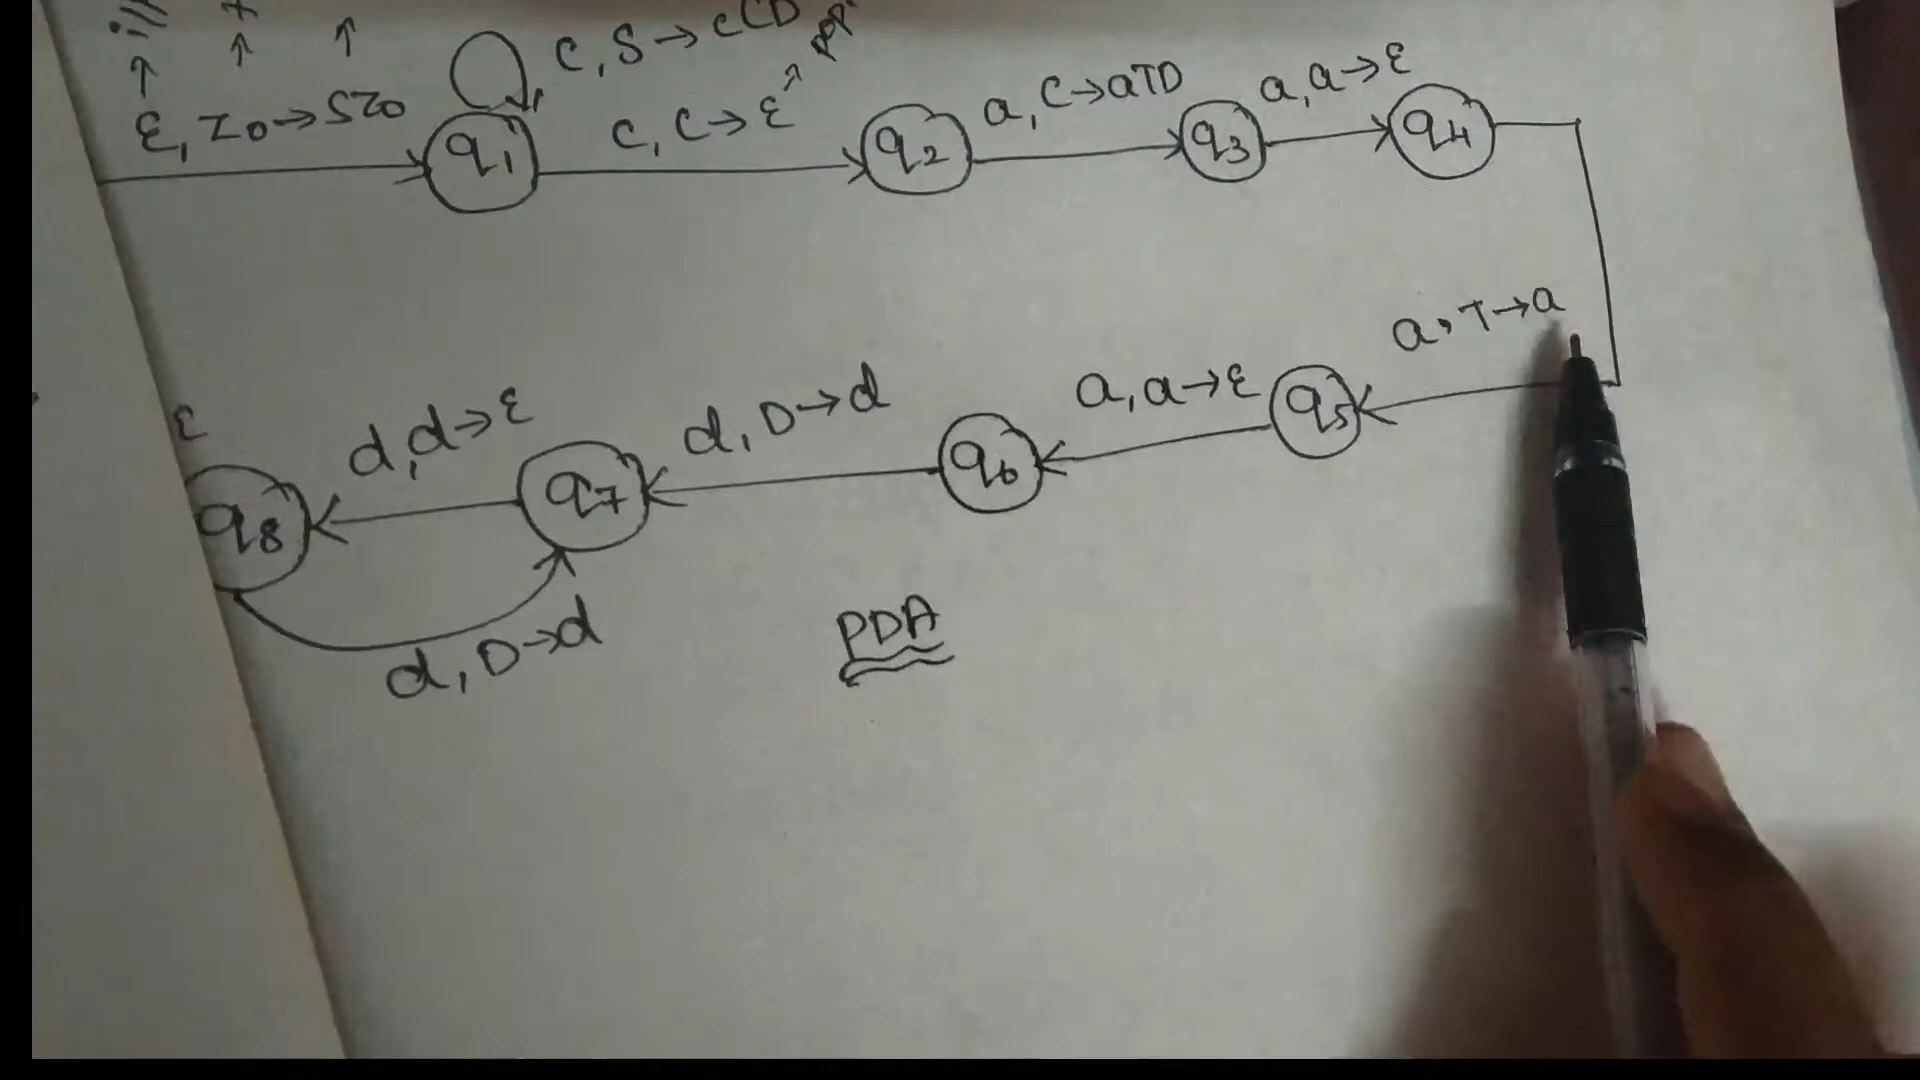 C, S→cCD
ε, Z0→SZ0
q1
C, C→ε
q2
a, C→aTD
q3
a, a→ε
q4
a, T→a
q5
a, a→ε
q6
d, D→d
q7
d, d→ε
ε
q8
d, D→d
PDA